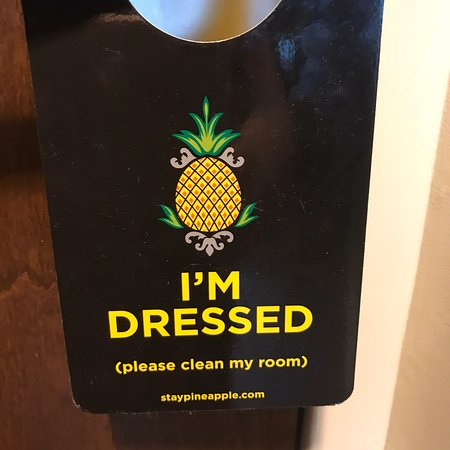 I'M
DRESSED
(please clean my room)
staypineapple.com